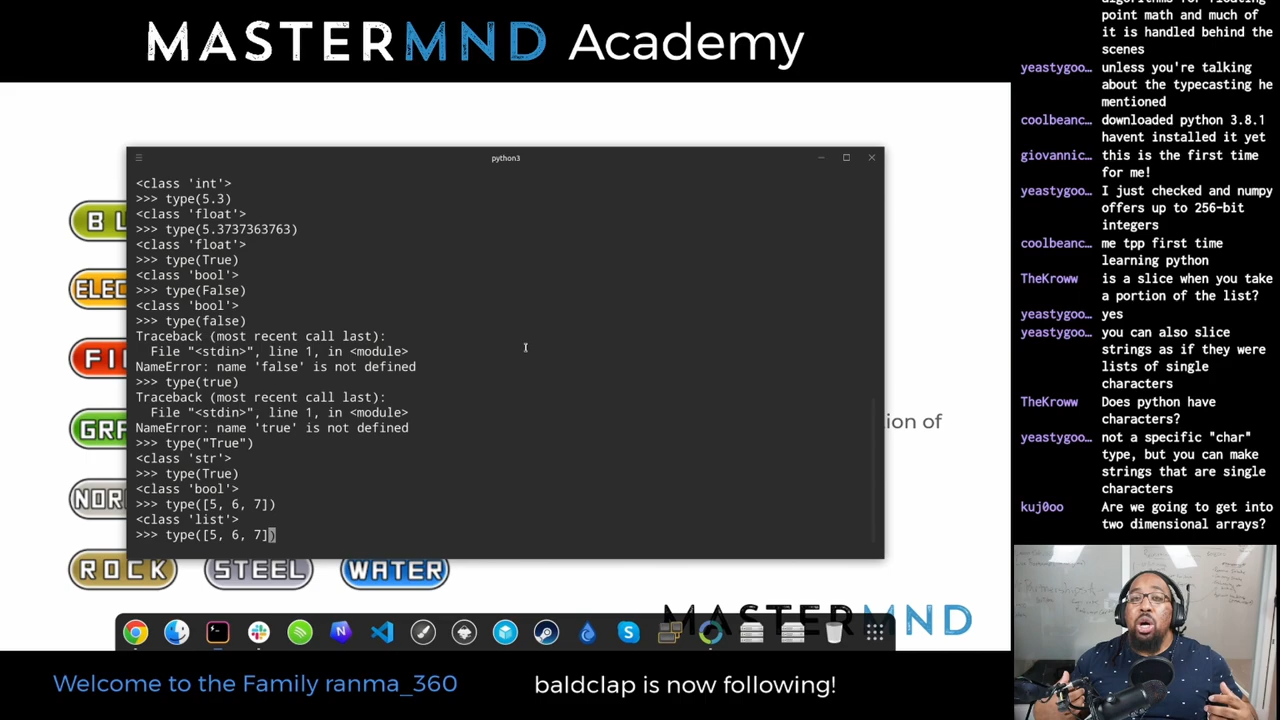 MASTERMND Academy
BL
ELEC
FI
GRA
NOR
ROCK
STEEL
WATER
python3
<class 'int'>
>>> type(5.3)
<class 'float'>
>>> type(5.3737363763)
<class 'float'>
>>> type(True)
<class 'bool'>
>>> type(False)
<class 'bool'>
>>> type(false)
Traceback (most recent call last):
File "<stdin>", line 1, in <module>
NameError: name 'false' is not defined
>>> type(true)
Traceback (most recent call last):
File "<stdin>", line 1, in <module>
NameError: name 'true' is not defined
>>> type("True")
<class 'str'>
>>> type(True)
<class 'bool'>
>>> type([5, 6, 7])
<class 'list'>
>>> type([5, 6, 7])
ion of
MASTERMND
Welcome to the Family ranma_360
baldclap is now following!
algorithms for floating
point math and much of
it is handled behind the
scenes
yeastygoo… unless you're talking
about the typecasting he
mentioned
coolbeanc… downloaded python 3.8.1
havent installed it yet
giovannic… this is the first time
for me!
yeastygoo… I just checked and numpy
offers up to 256-bit
integers
coolbeanc… me tpp first time
learning python
TheKroww is a slice when you take
a portion of the list?
yeastygoo… yes
yeastygoo… you can also slice
strings as if they were
lists of single
characters
TheKroww Does python have
characters?
yeastygoo… not a specific "char"
type, but you can make
strings that are single
characters
kuj0oo Are we going to get into
two dimensional arrays?